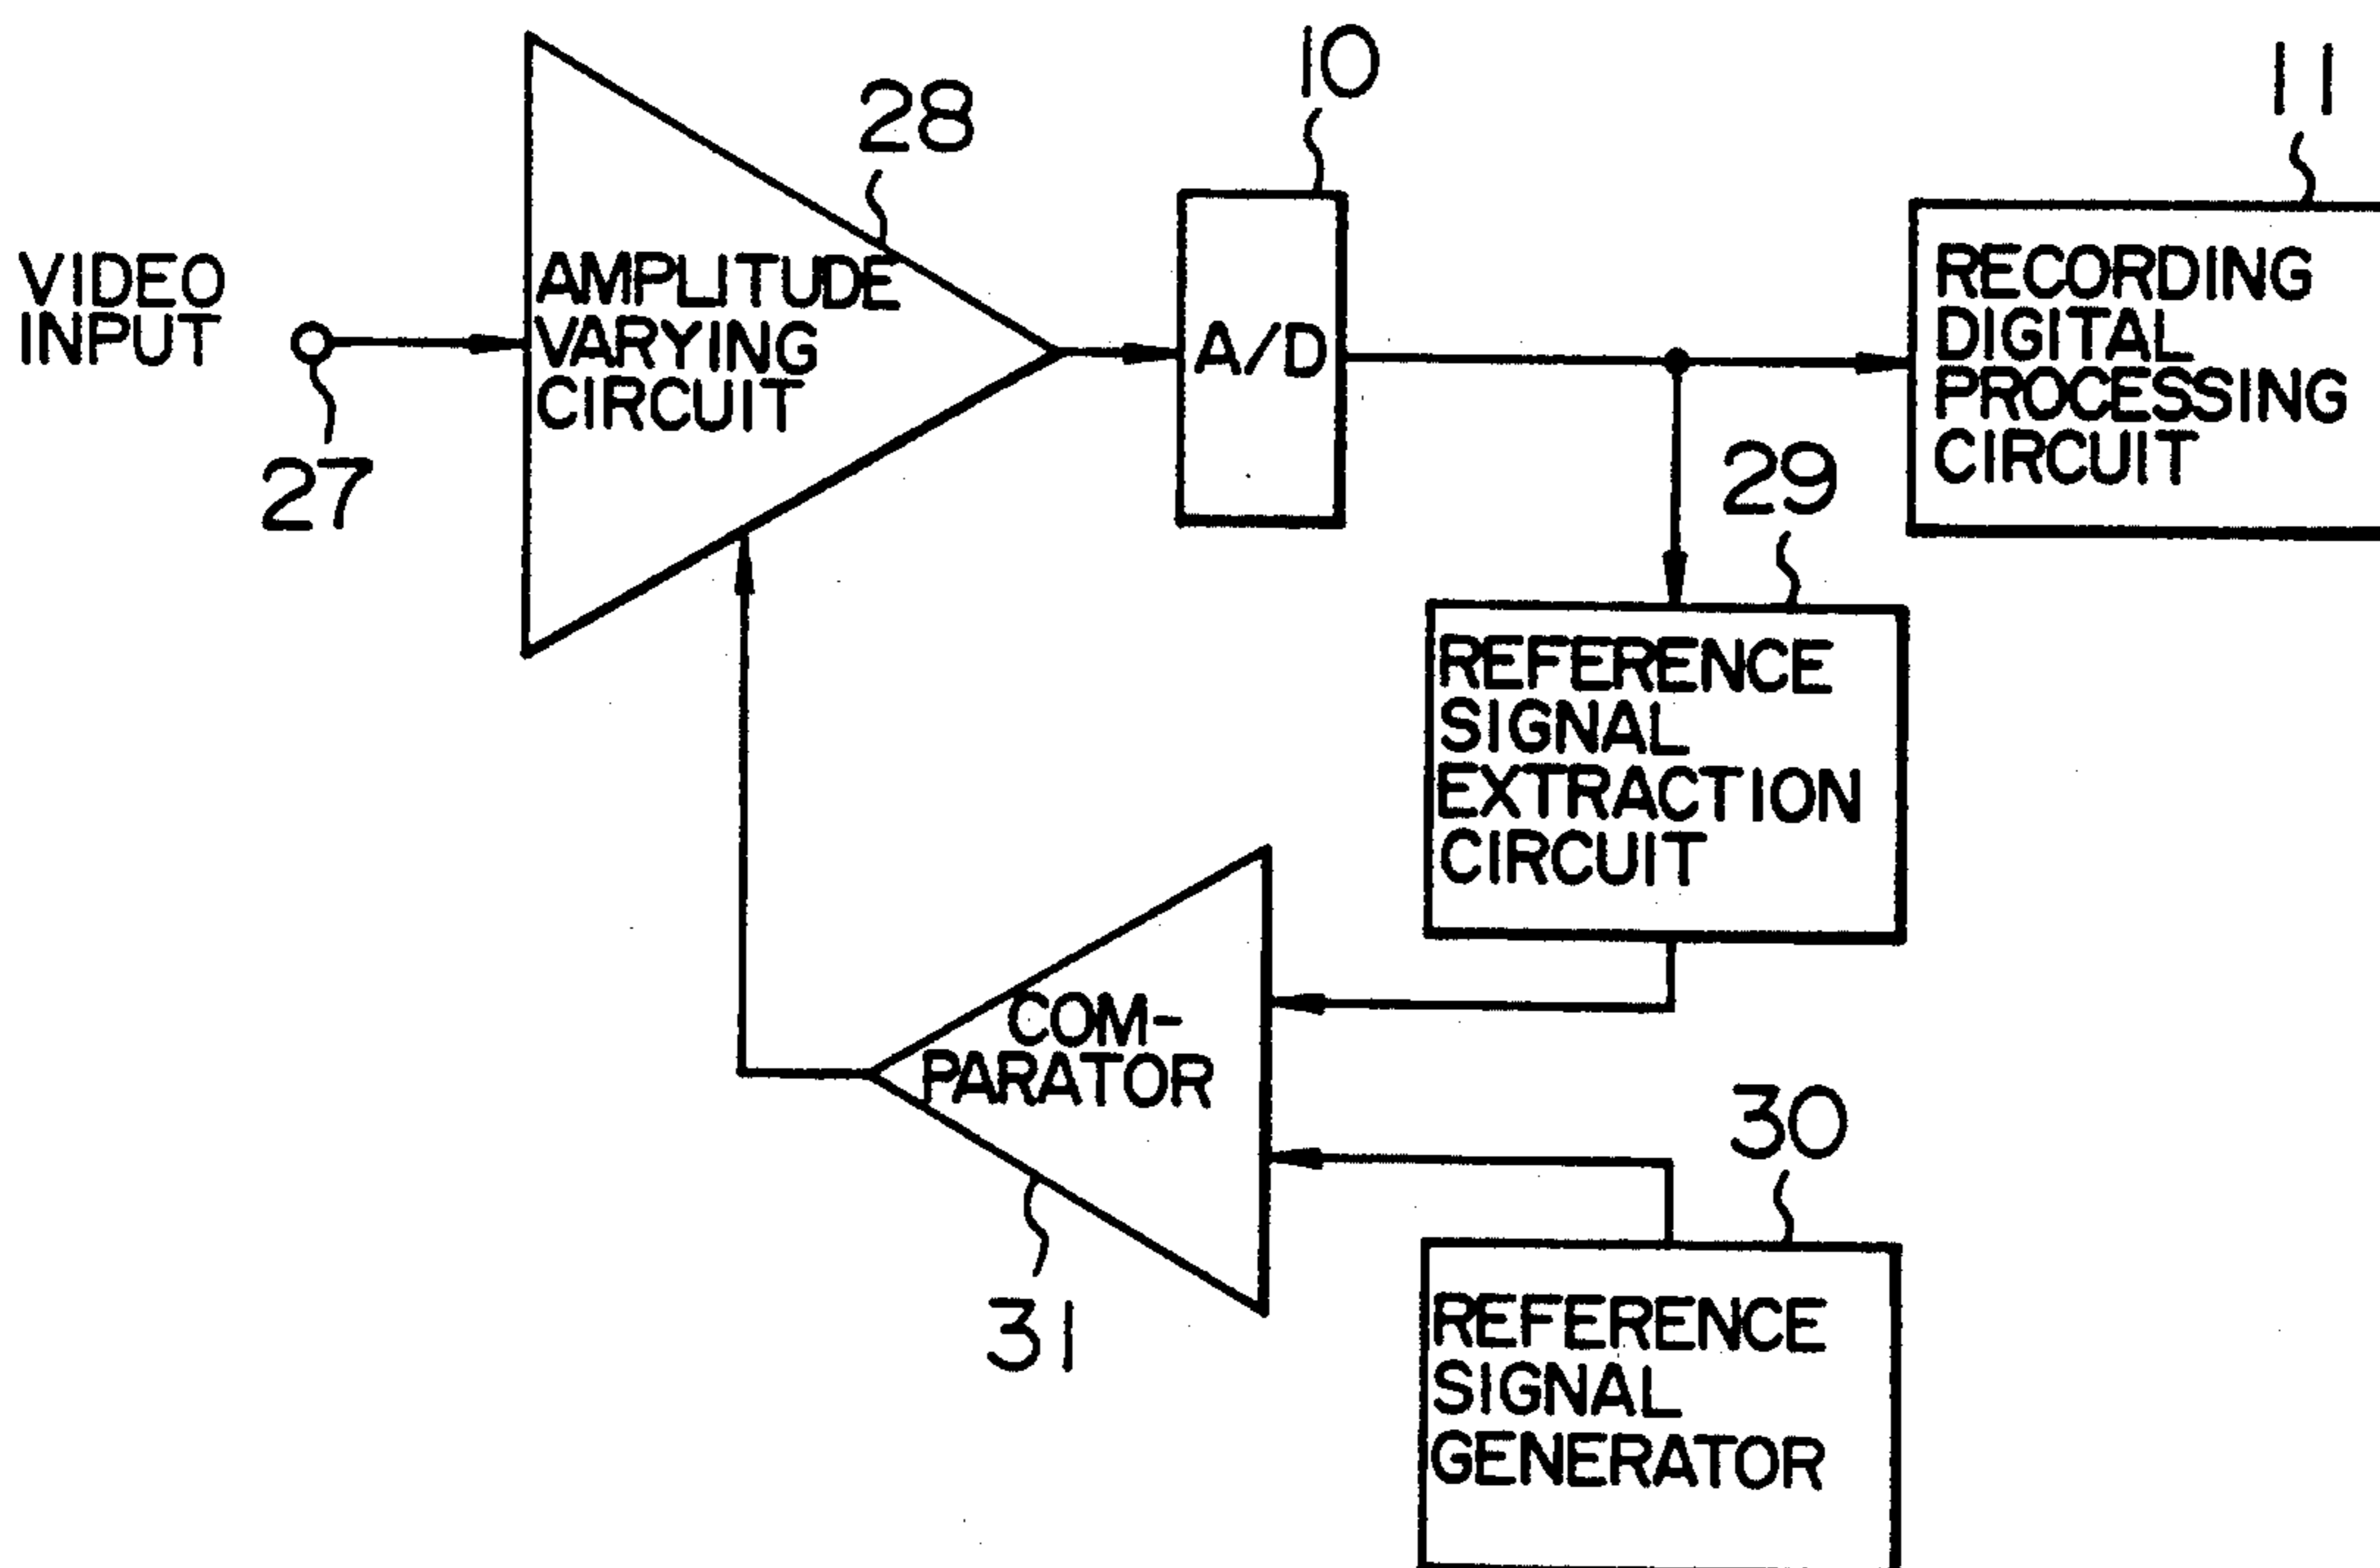 10
11
28
VIDEO
INPUT
27
AMPLITUDE
VARYING
CIRCUIT
A/D
RECORDING
DIGITAL
PROCESSING
CIRCUIT
29
REFERENCE
SIGNAL
EXTRACTION
CIRCUIT
COM-
PARATOR
31
30
REFERENCE
SIGNAL
GENERATOR